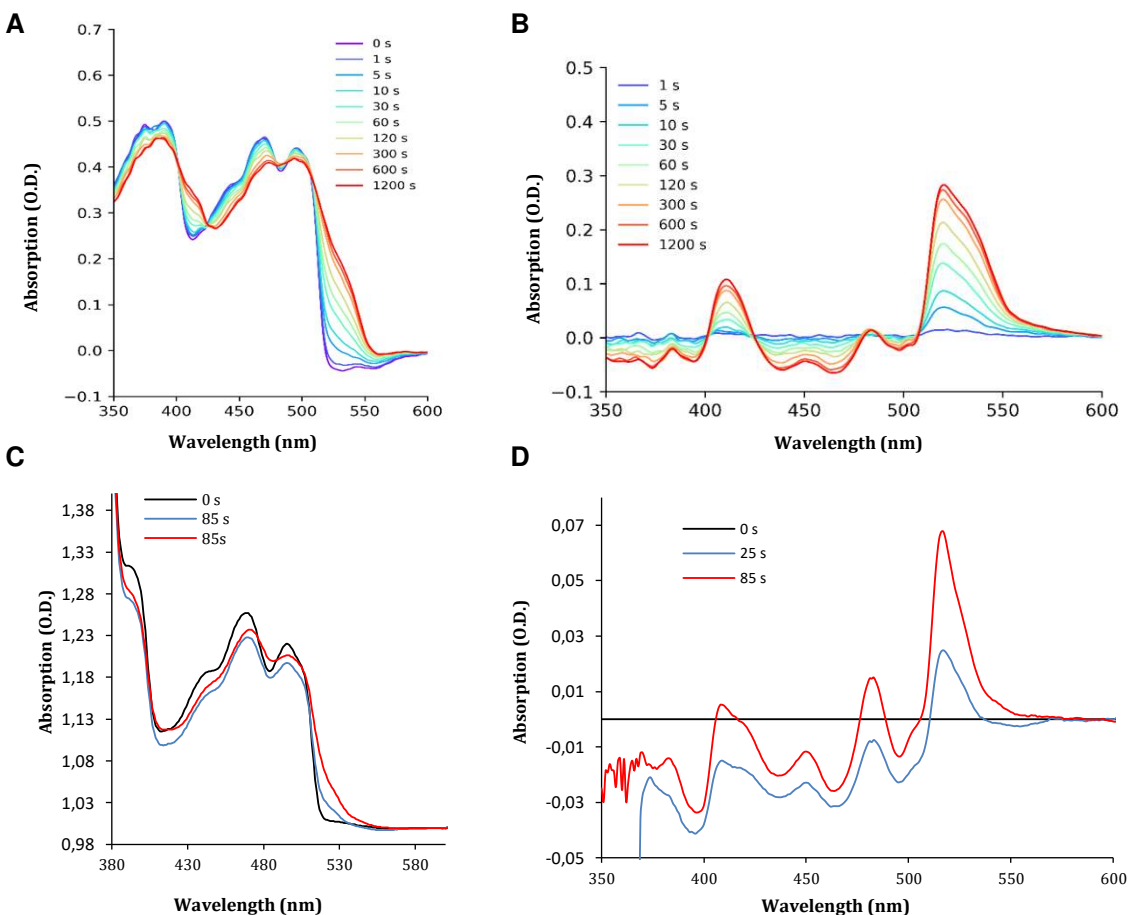 A
0.7
0.6
0.5
0.4
0.3
0.2
0.1
0.0
−0.1
350
400
450
500
550
600
Absorption (O.D.)
Wavelength (nm)
0 s
1 s
5 s
10 s
30 s
60 s
120 s
300 s
600 s
1200 s
B
0.5
0.4
0.3
0.2
0.1
0.0
−0.1
350
400
450
500
550
600
Absorption (O.D.)
Wavelength (nm)
1 s
5 s
10 s
30 s
60 s
120 s
300 s
600 s
1200 s
C
1,38
1,33
1,28
1,23
1,18
1,13
1,08
1,03
0,98
380
430
480
530
580
Absorption (O.D.)
Wavelength (nm)
0 s
85 s
85s
D
0,07
0,05
0,03
0,01
-0,01
-0,03
-0,05
350
400
450
500
550
600
Absorption (O.D.)
Wavelength (nm)
0 s
25 s
85 s